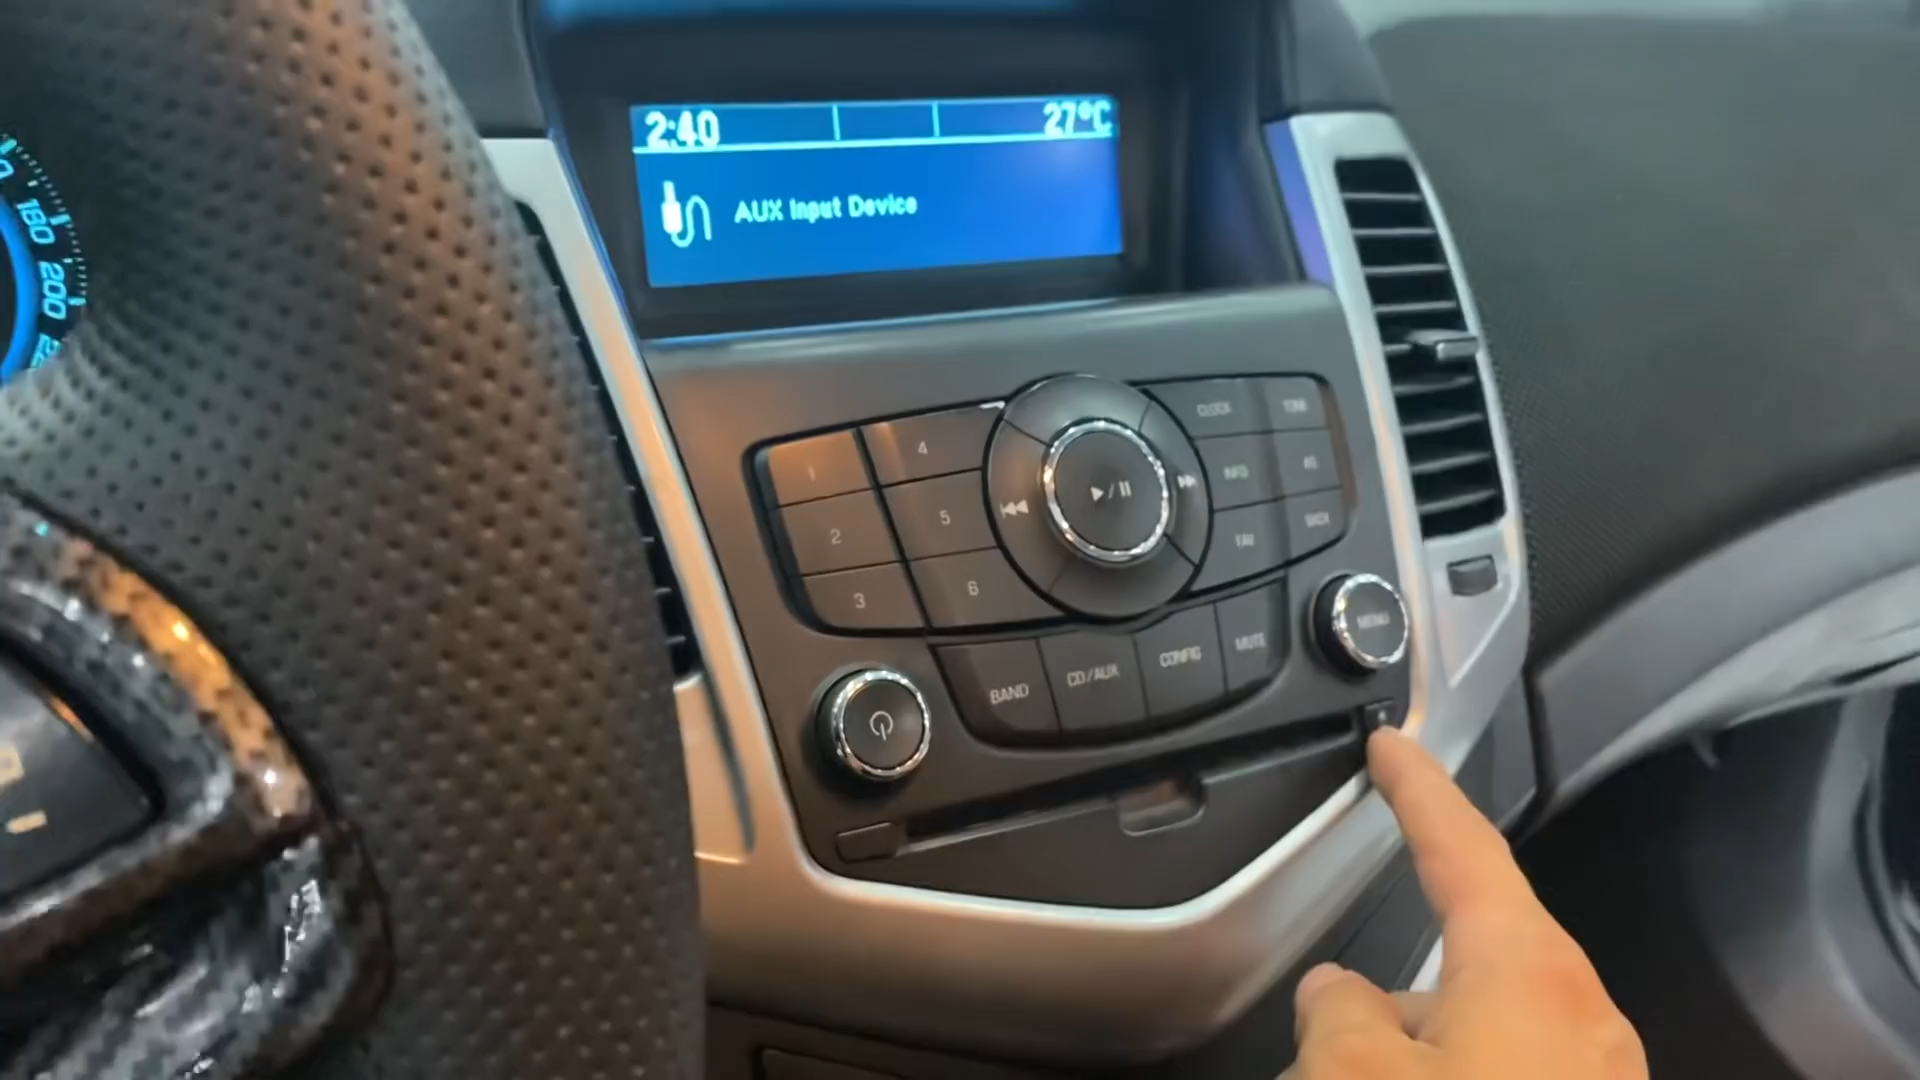 2:40
27°C
AUX Input Device
180
200
1
4
CLOCK
TONE
2
5
INFO
AS
3
6
FAV
BACK
BAND
CD/AUX
CONFIG
MUTE
MENU